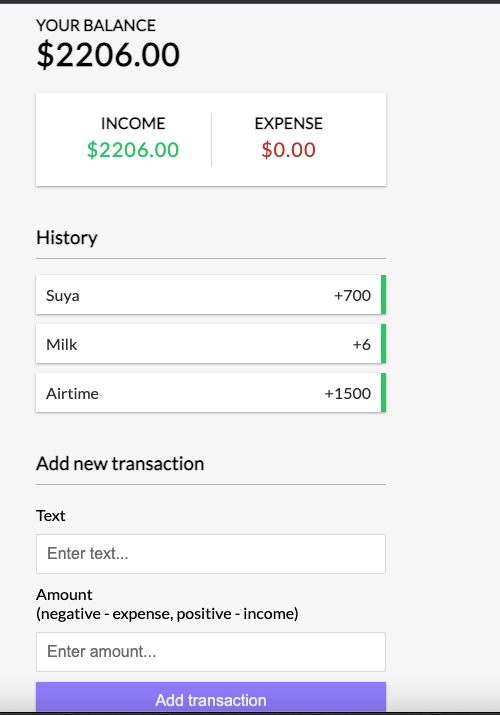 YOUR BALANCE
$2206.00
INCOME
$2206.00
EXPENSE
$0.00
History
Suya +700
Milk +6
Airtime +1500
Add new transaction
Text
Enter text...
Amount
(negative - expense, positive - income)
Enter amount...
Add transaction